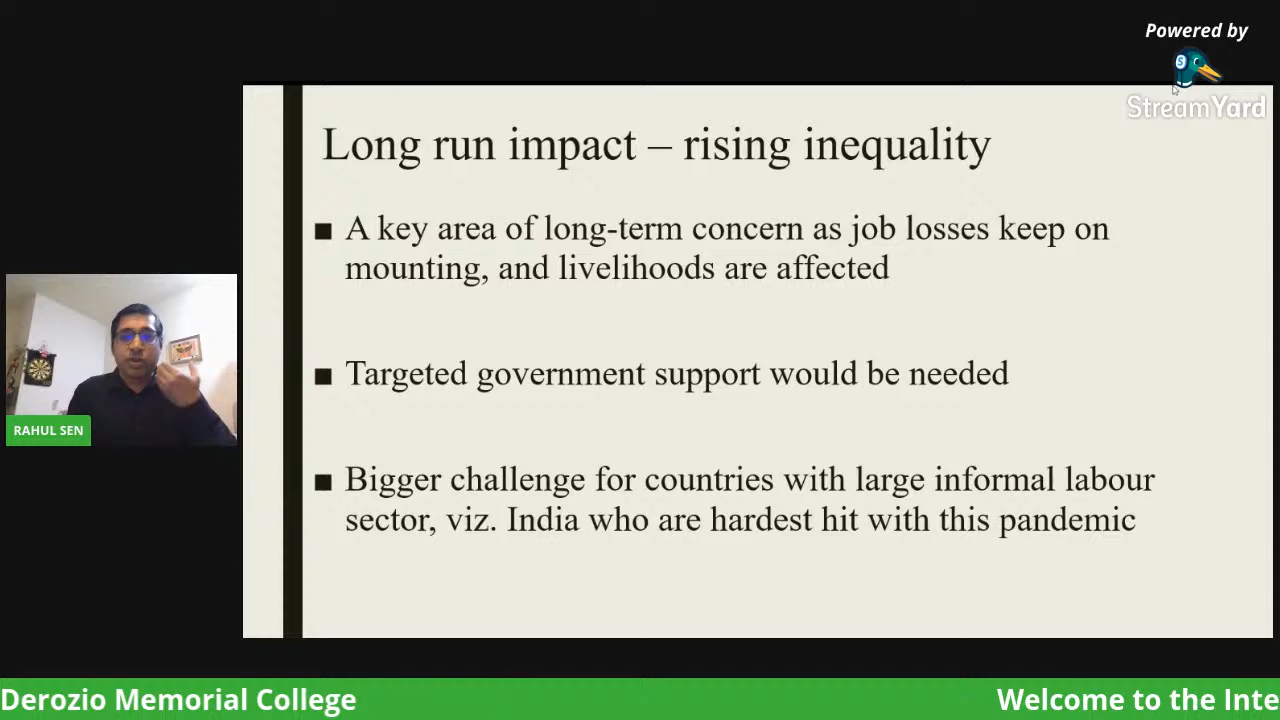 Powered by
StreamYard
Long run impact – rising inequality
■ A key area of long-term concern as job losses keep on
mounting, and livelihoods are affected
■ Targeted government support would be needed
■ Bigger challenge for countries with large informal labour
sector, viz. India who are hardest hit with this pandemic
RAHUL SEN
Derozio Memorial College
Welcome to the Inte